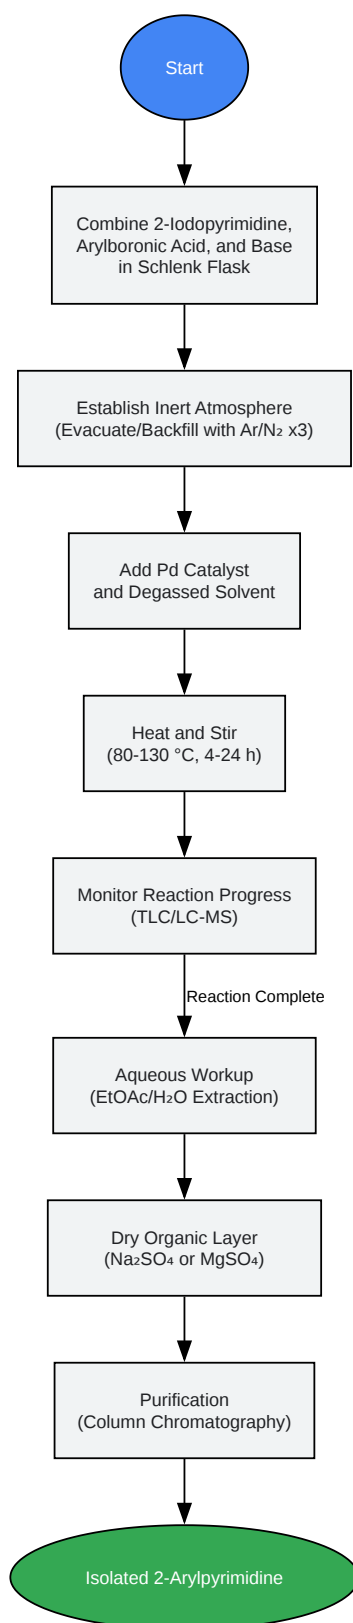 Start
Combine 2-Iodopyrimidine,
Arylboronic Acid, and Base
in Schlenk Flask
Establish Inert Atmosphere
(Evacuate/Backfill with Ar/N₂ x3)
Add Pd Catalyst
and Degassed Solvent
Heat and Stir
(80-130 °C, 4-24 h)
Monitor Reaction Progress
(TLC/LC-MS)
Reaction Complete
Aqueous Workup
(EtOAc/H₂O Extraction)
Dry Organic Layer
(Na₂SO₄ or MgSO₄)
Purification
(Column Chromatography)
Isolated 2-Arylpyrimidine